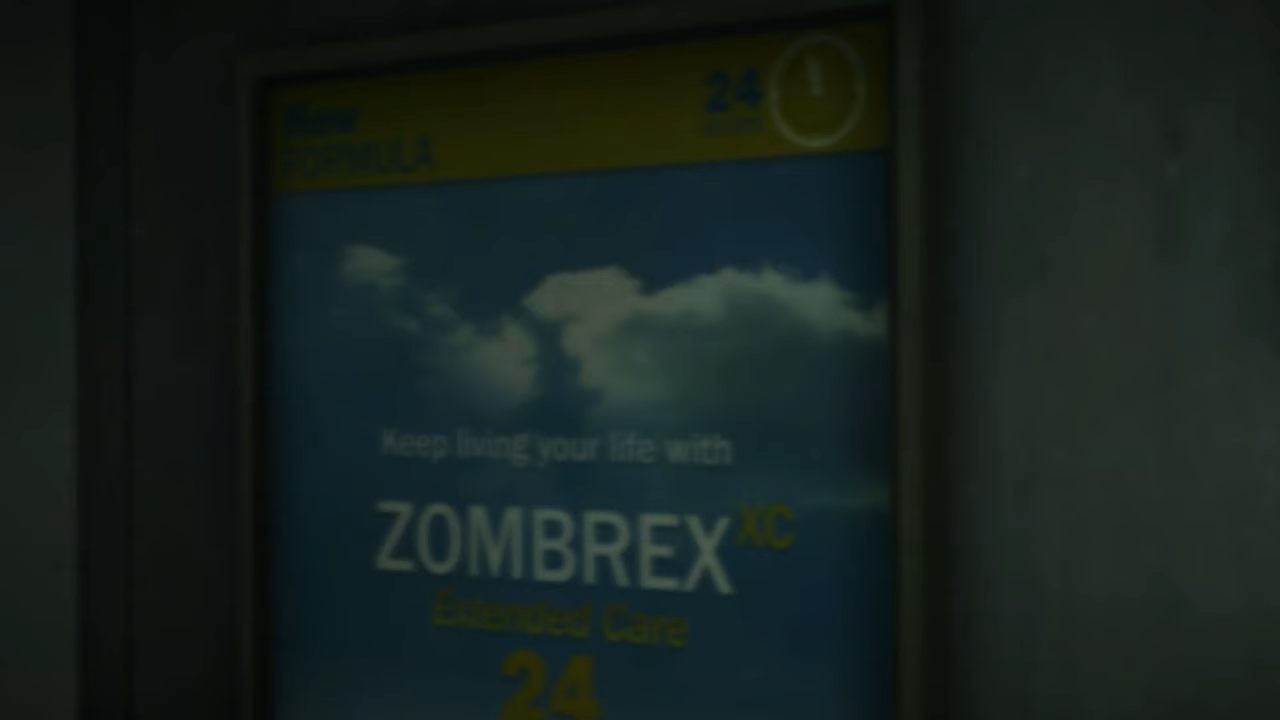 New
FORMULA
24
Keep living your life with
ZOMBREX XC
Extended Care
24